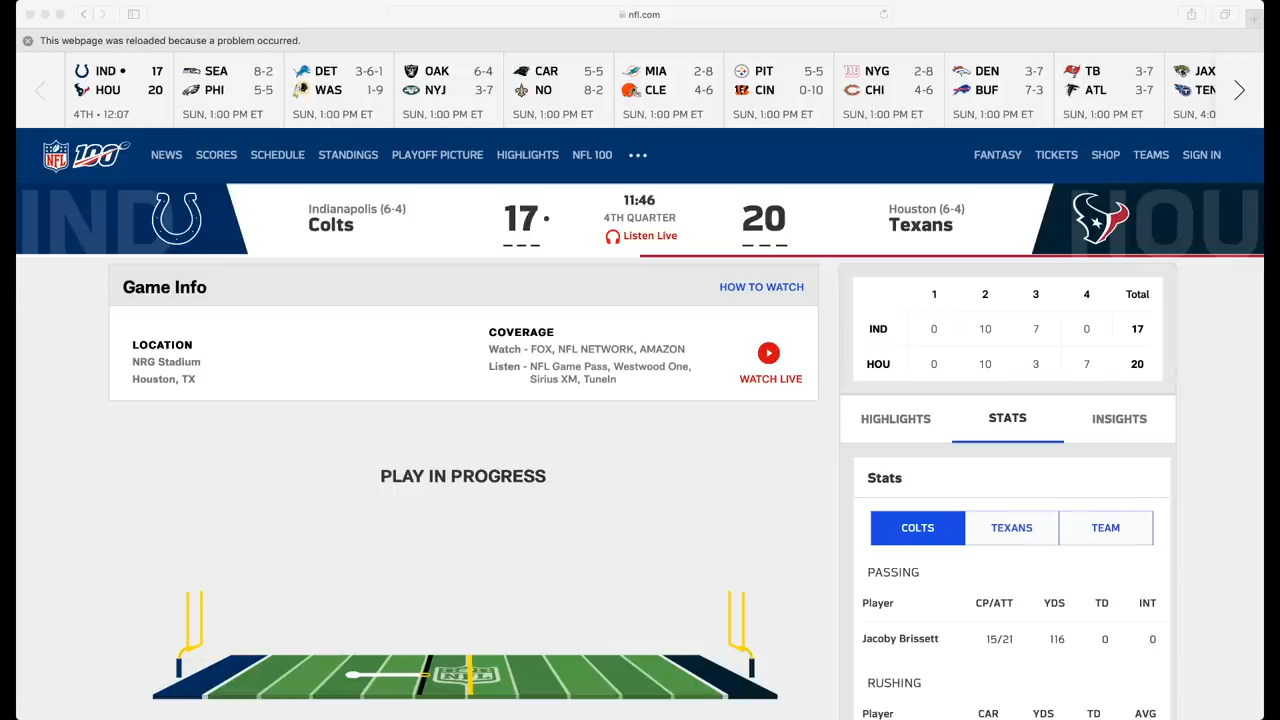 nfl.com
This webpage was reloaded because a problem occurred.
IND • 17 SEA 8-2 DET 3-6-1 OAK 6-4 CAR 5-5 MIA 2-8 PIT 5-5 NYG 2-8 DEN 3-7 TB 3-7 JAX
HOU 20 PHI 5-5 WAS 1-9 NYJ 3-7 NO 8-2 CLE 4-6 CIN 0-10 CHI 4-6 BUF 7-3 ATL 3-7 TEN
4TH • 12:07 SUN, 1:00 PM ET SUN, 1:00 PM ET SUN, 1:00 PM ET SUN, 1:00 PM ET SUN, 1:00 PM ET SUN, 1:00 PM ET SUN, 1:00 PM ET SUN, 1:00 PM ET SUN, 1:00 PM ET SUN, 4:0
NFL 100 NEWS SCORES SCHEDULE STANDINGS PLAYOFF PICTURE HIGHLIGHTS NFL 100 ••• FANTASY TICKETS SHOP TEAMS SIGN IN
IND
Indianapolis (6-4)
Colts
17 •
11:46
4TH QUARTER
Listen Live
20
Houston (6-4)
Texans
HOU
Game Info HOW TO WATCH
LOCATION
NRG Stadium
Houston, TX
COVERAGE
Watch - FOX, NFL NETWORK, AMAZON
Listen - NFL Game Pass, Westwood One,
Sirius XM, TuneIn
WATCH LIVE
PLAY IN PROGRESS
NFL
1 2 3 4 Total
IND 0 10 7 0 17
HOU 0 10 3 7 20
HIGHLIGHTS STATS INSIGHTS
Stats
COLTS TEXANS TEAM
PASSING
Player CP/ATT YDS TD INT
Jacoby Brissett 15/21 116 0 0
RUSHING
Player CAR YDS TD AVG